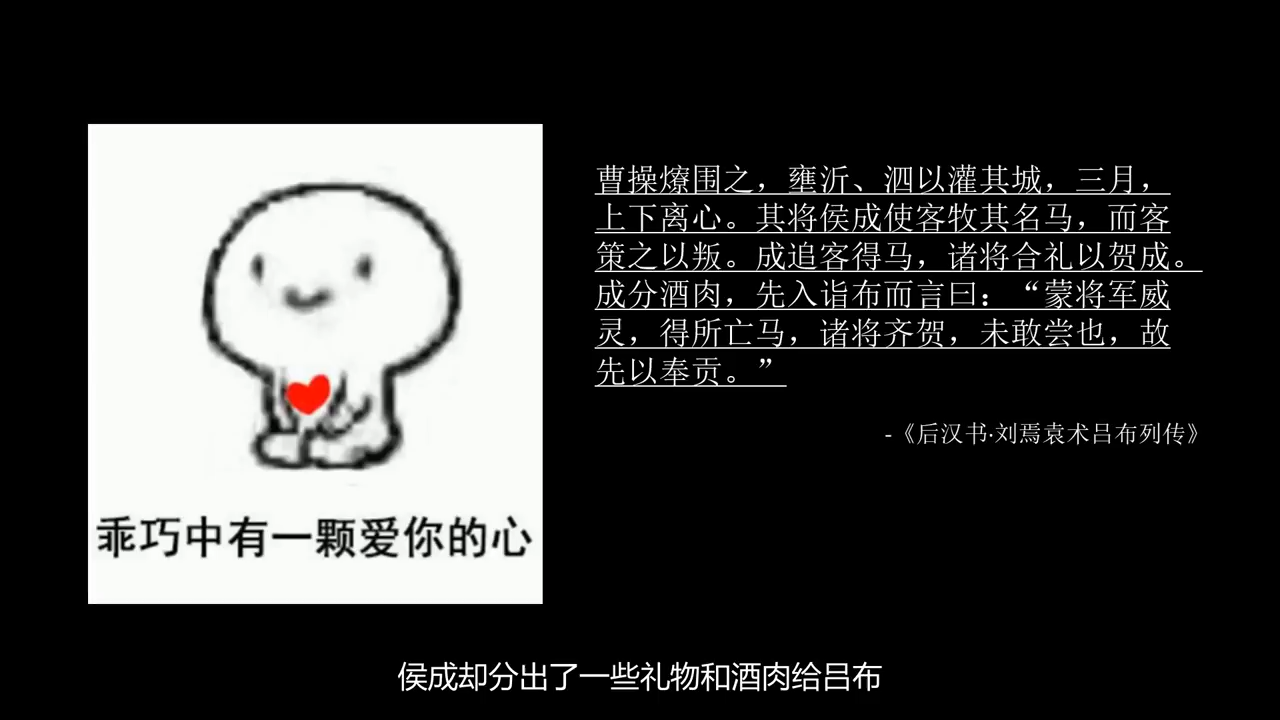 乖巧中有一颗爱你的心
曹操燎围之，壅沂、泗以灌其城，三月，
上下离心。其将侯成使客牧其名马，而客
策之以叛。成追客得马，诸将合礼以贺成。
成分酒肉，先入诣布而言曰：“蒙将军威
灵，得所亡马，诸将齐贺，未敢尝也，故
先以奉贡。”
-《后汉书·刘焉袁术吕布列传》
侯成却分出了一些礼物和酒肉给吕布